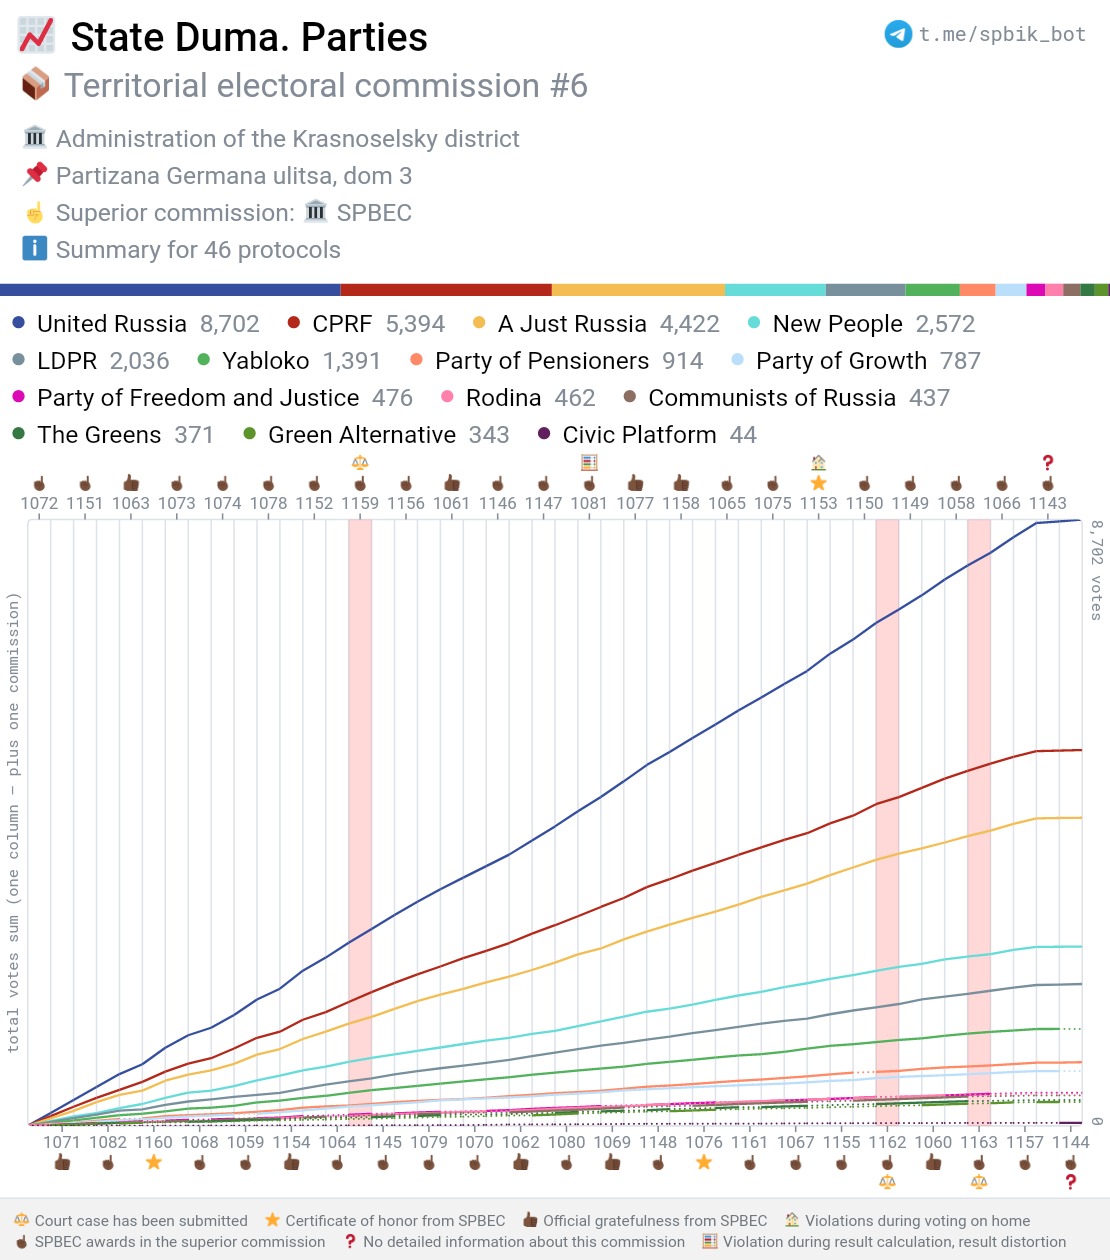 State Duma. Parties
t.me/spbik_bot
Territorial electoral commission #6
Administration of the Krasnoselsky district
Partizana Germana ulitsa, dom 3
Superior commission: SPBEC
Summary for 46 protocols
United Russia 8,702 CPRF 5,394 A Just Russia 4,422 New People 2,572
LDPR 2,036 Yabloko 1,391 Party of Pensioners 914 Party of Growth 787
Party of Freedom and Justice 476 Rodina 462 Communists of Russia 437
The Greens 371 Green Alternative 343 Civic Platform 44
1072 1151 1063 1073 1074 1078 1152 1159 1156 1061 1146 1147 1081 1077 1158 1065 1075 1153 1150 1149 1058 1066 1143
8,702 votes
total votes sum (one column – plus one commission)
0
1071 1082 1160 1068 1059 1154 1064 1145 1079 1070 1062 1080 1069 1148 1076 1161 1067 1155 1162 1060 1163 1157 1144
Court case has been submitted Certificate of honor from SPBEC Official gratefulness from SPBEC Violations during voting on home
SPBEC awards in the superior commission No detailed information about this commission Violation during result calculation, result distortion